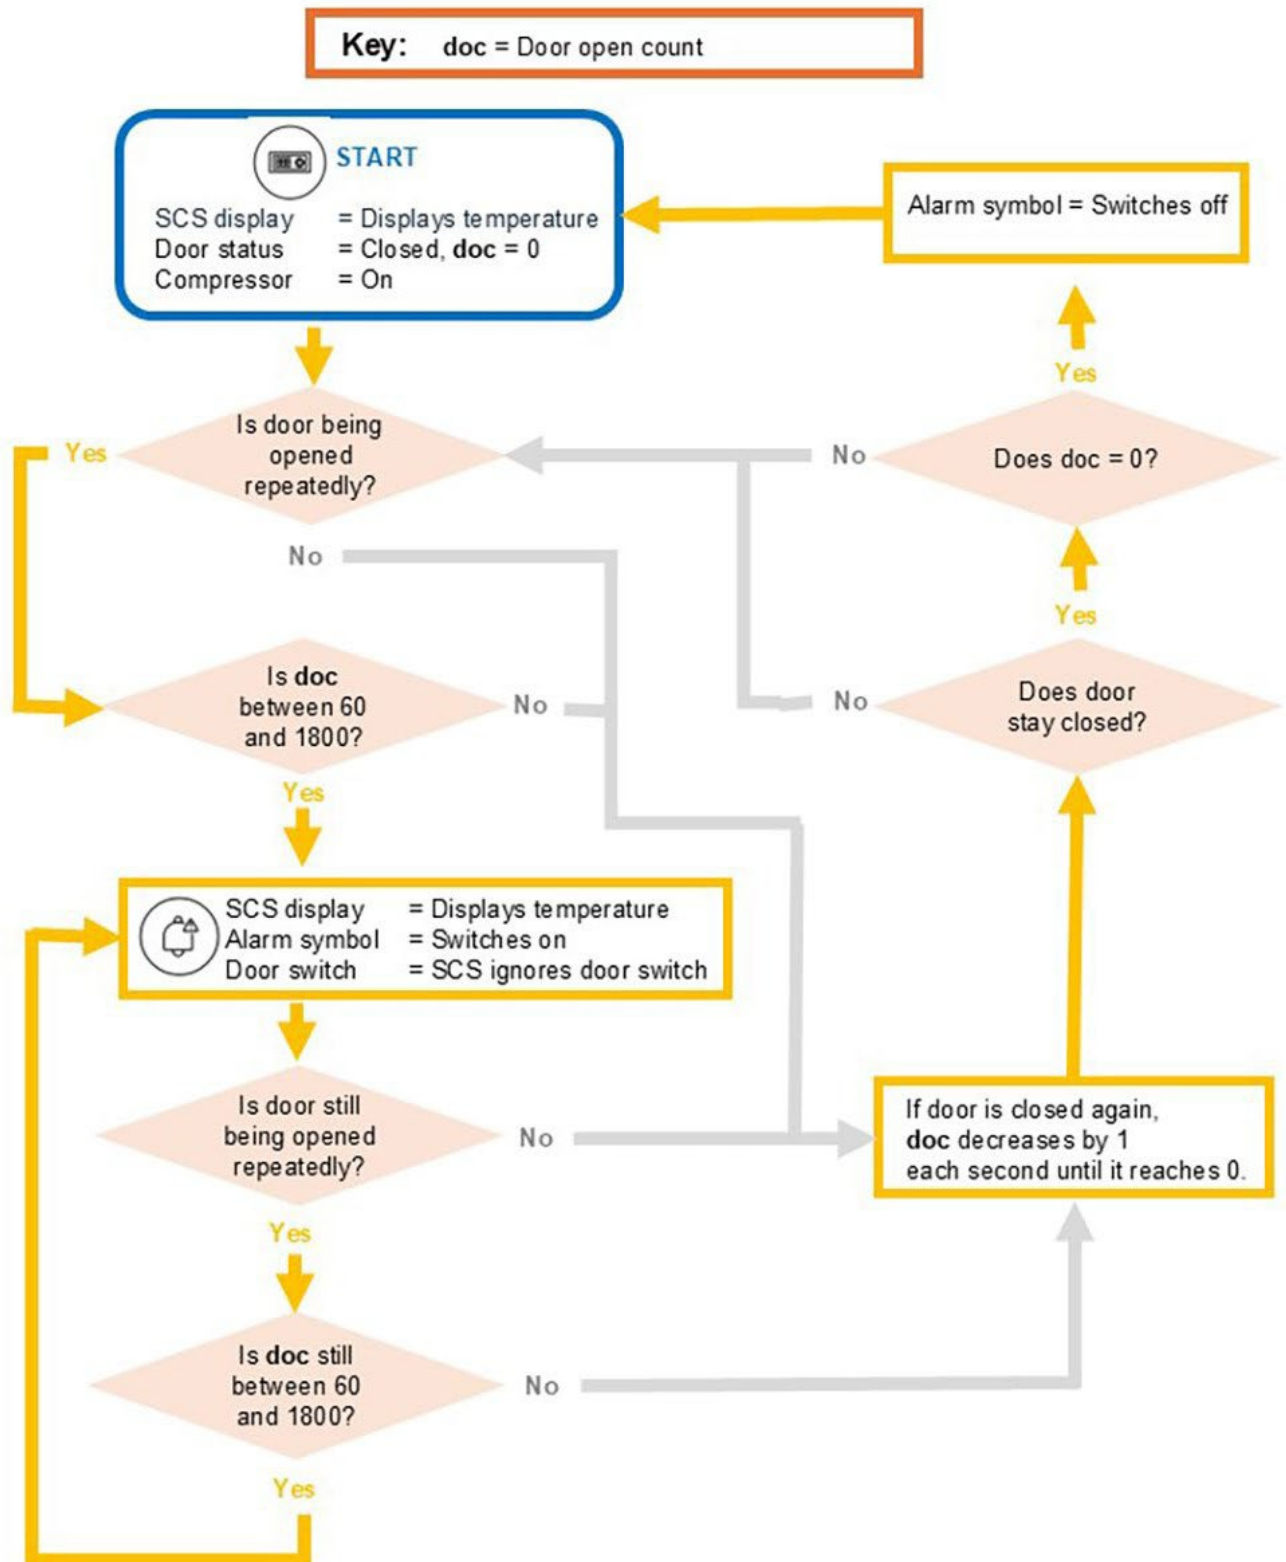 Key: doc = Door open count
START
SCS display = Displays temperature
Door status = Closed, doc = 0
Compressor = On
Alarm symbol = Switches off
Yes
Is door being
opened
repeatedly?
Yes
No
Does doc = 0?
No
Yes
Is doc
between 60
and 1800?
No
No
Does door
stay closed?
Yes
SCS display = Displays temperature
Alarm symbol = Switches on
Door switch = SCS ignores door switch
Is door still
being opened
repeatedly?
No
If door is closed again,
doc decreases by 1
each second until it reaches 0.
Yes
Is doc still
between 60
and 1800?
No
Yes